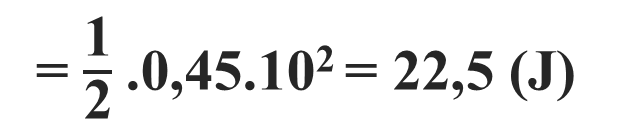 = 1/2 .0,45.10² = 22,5 (J)